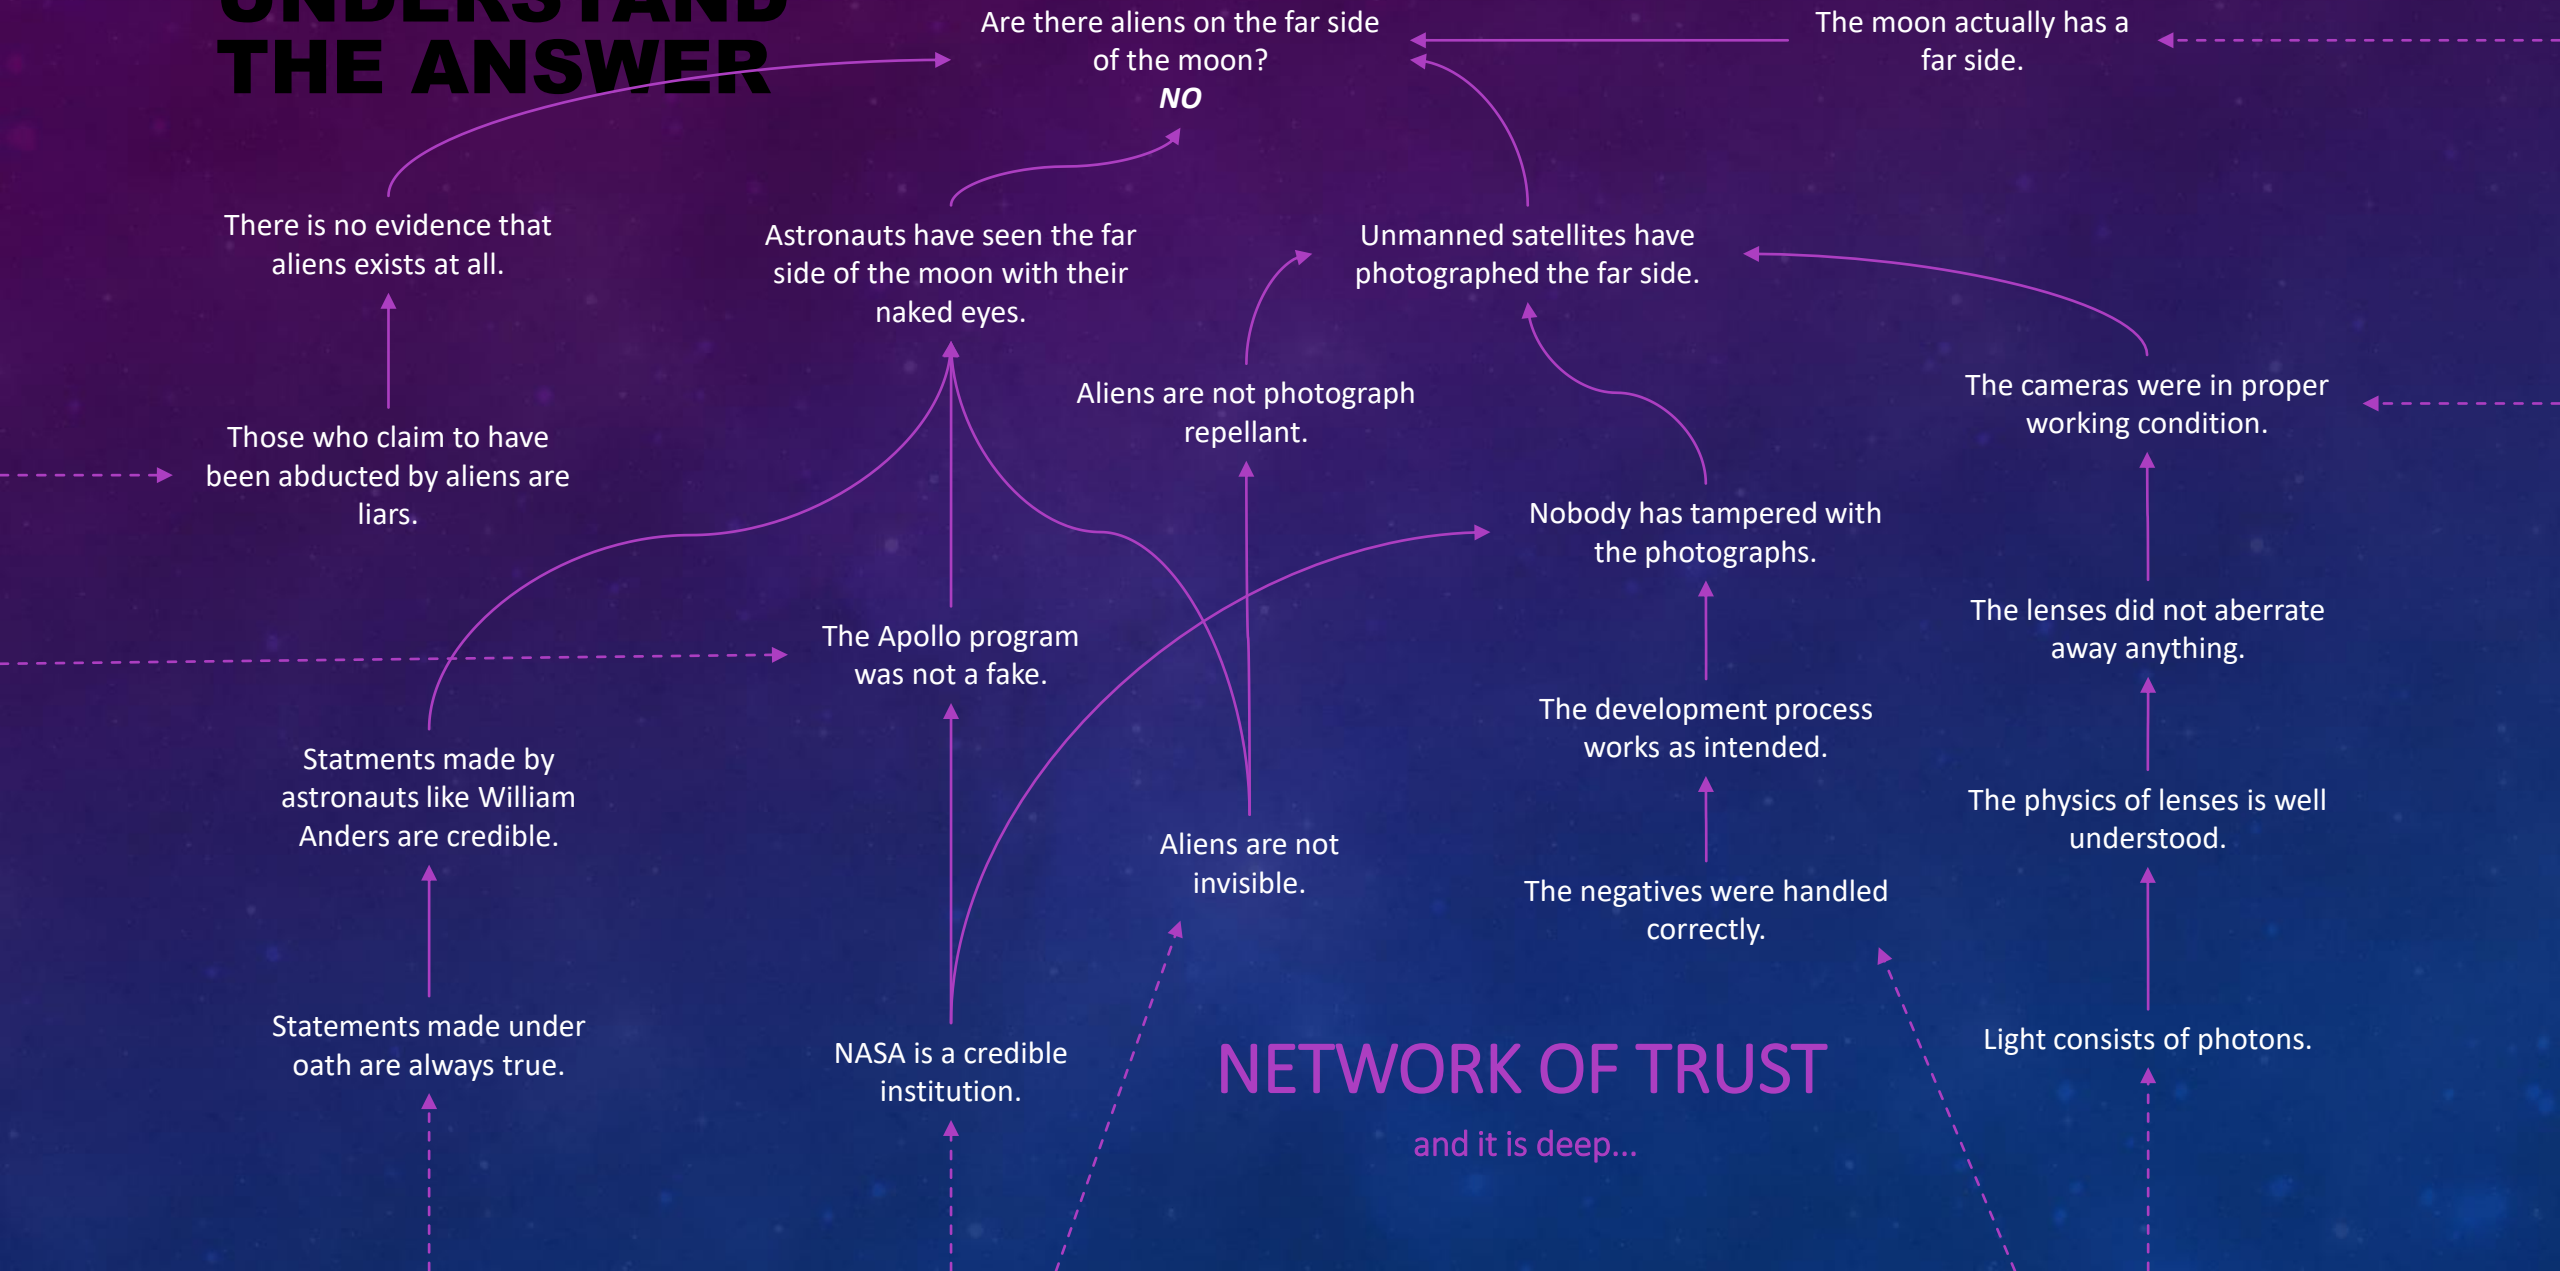 UNDERSTAND
THE ANSWER
Are there aliens on the far side
of the moon?
NO
The moon actually has a
far side.
There is no evidence that
aliens exists at all.
Astronauts have seen the far
side of the moon with their
naked eyes.
Unmanned satellites have
photographed the far side.
Those who claim to have
been abducted by aliens are
liars.
Aliens are not photograph
repellant.
The cameras were in proper
working condition.
Nobody has tampered with
the photographs.
The Apollo program
was not a fake.
The lenses did not aberrate
away anything.
Statments made by
astronauts like William
Anders are credible.
The development process
works as intended.
Aliens are not
invisible.
The physics of lenses is well
understood.
The negatives were handled
correctly.
Statements made under
oath are always true.
NASA is a credible
institution.
Light consists of photons.
NETWORK OF TRUST
and it is deep...